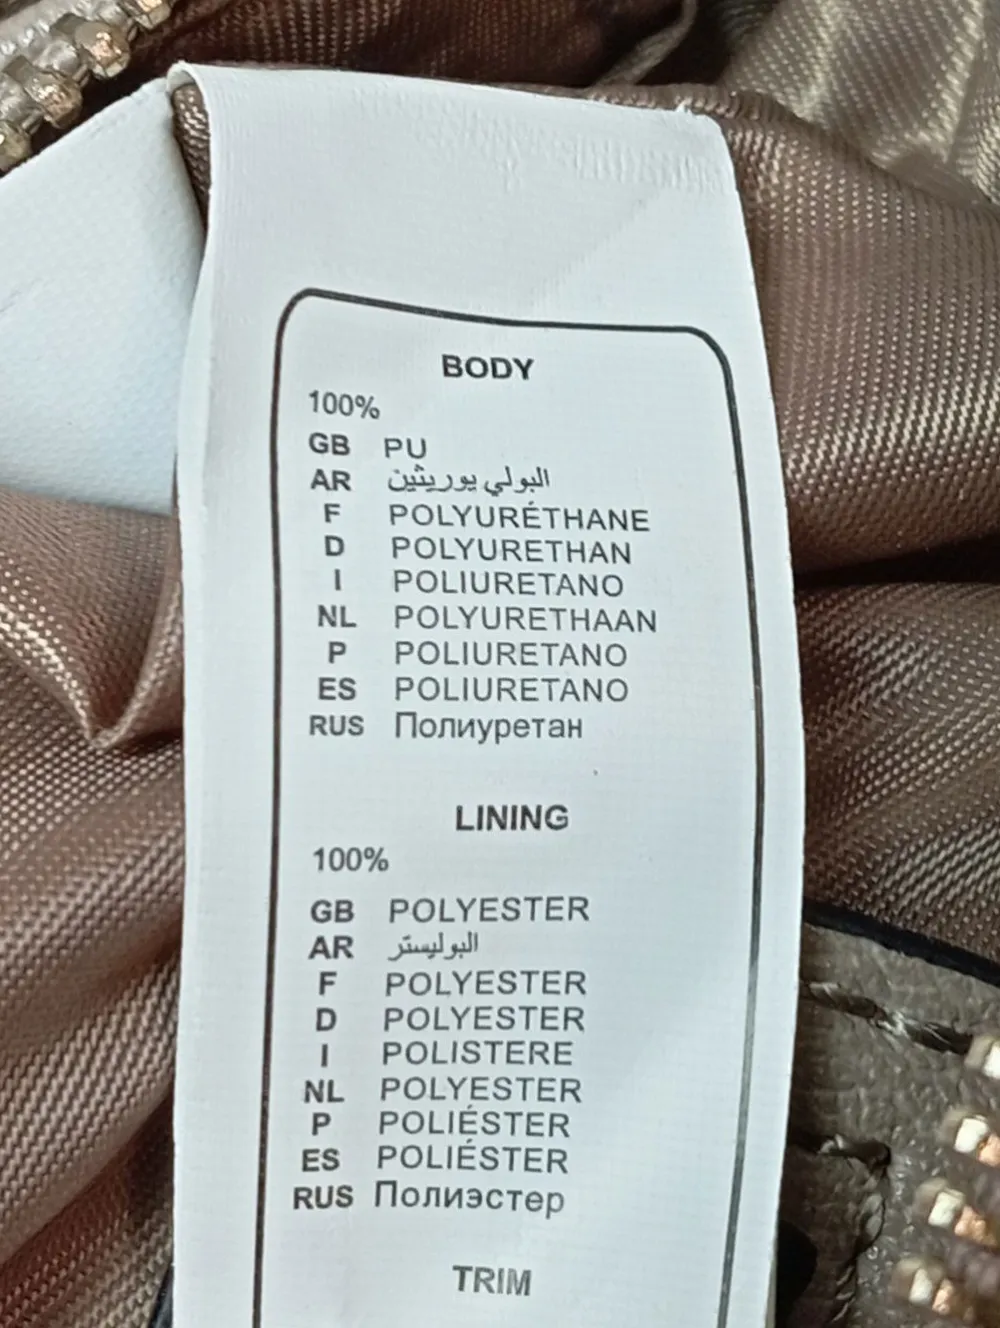 BODY
100%
GB PU
AR البولي يوريثين
F POLYURÉTHANE
D POLYURETHAN
I POLIURETANO
NL POLYURETHAAN
P POLIURETANO
ES POLIURETANO
RUS Полиуретан
LINING
100%
GB POLYESTER
AR البوليستر
F POLYESTER
D POLYESTER
I POLISTERE
NL POLYESTER
P POLIÉSTER
ES POLIÉSTER
RUS Полиэстер
TRIM